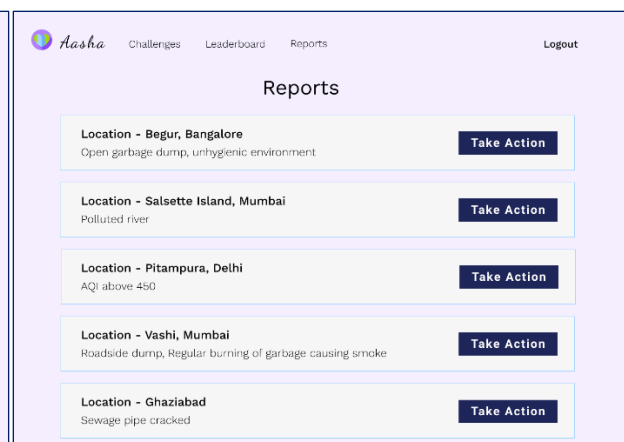 Aasha Challenges Leaderboard Reports Logout
Reports
Location - Begur, Bangalore
Open garbage dump, unhygienic environment
Take Action
Location - Salsette Island, Mumbai
Polluted river
Take Action
Location - Pitampura, Delhi
AQI above 450
Take Action
Location - Vashi, Mumbai
Roadside dump, Regular burning of garbage causing smoke
Take Action
Location - Ghaziabad
Sewage pipe cracked
Take Action